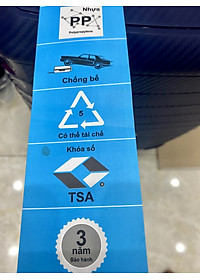 Nhựa
PP
Polypropylene
Chống bể
5
Có thể tái chế
Khóa số
TSA
3
năm
Bảo hành